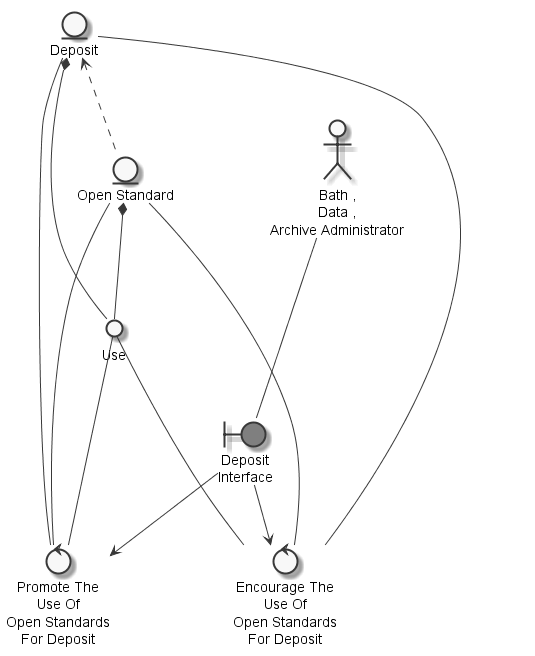 Deposit
Open Standard
Bath ,
Data ,
Archive Administrator
Use
Deposit
Interface
Promote The
Use Of
Open Standards
For Deposit
Encourage The
Use Of
Open Standards
For Deposit